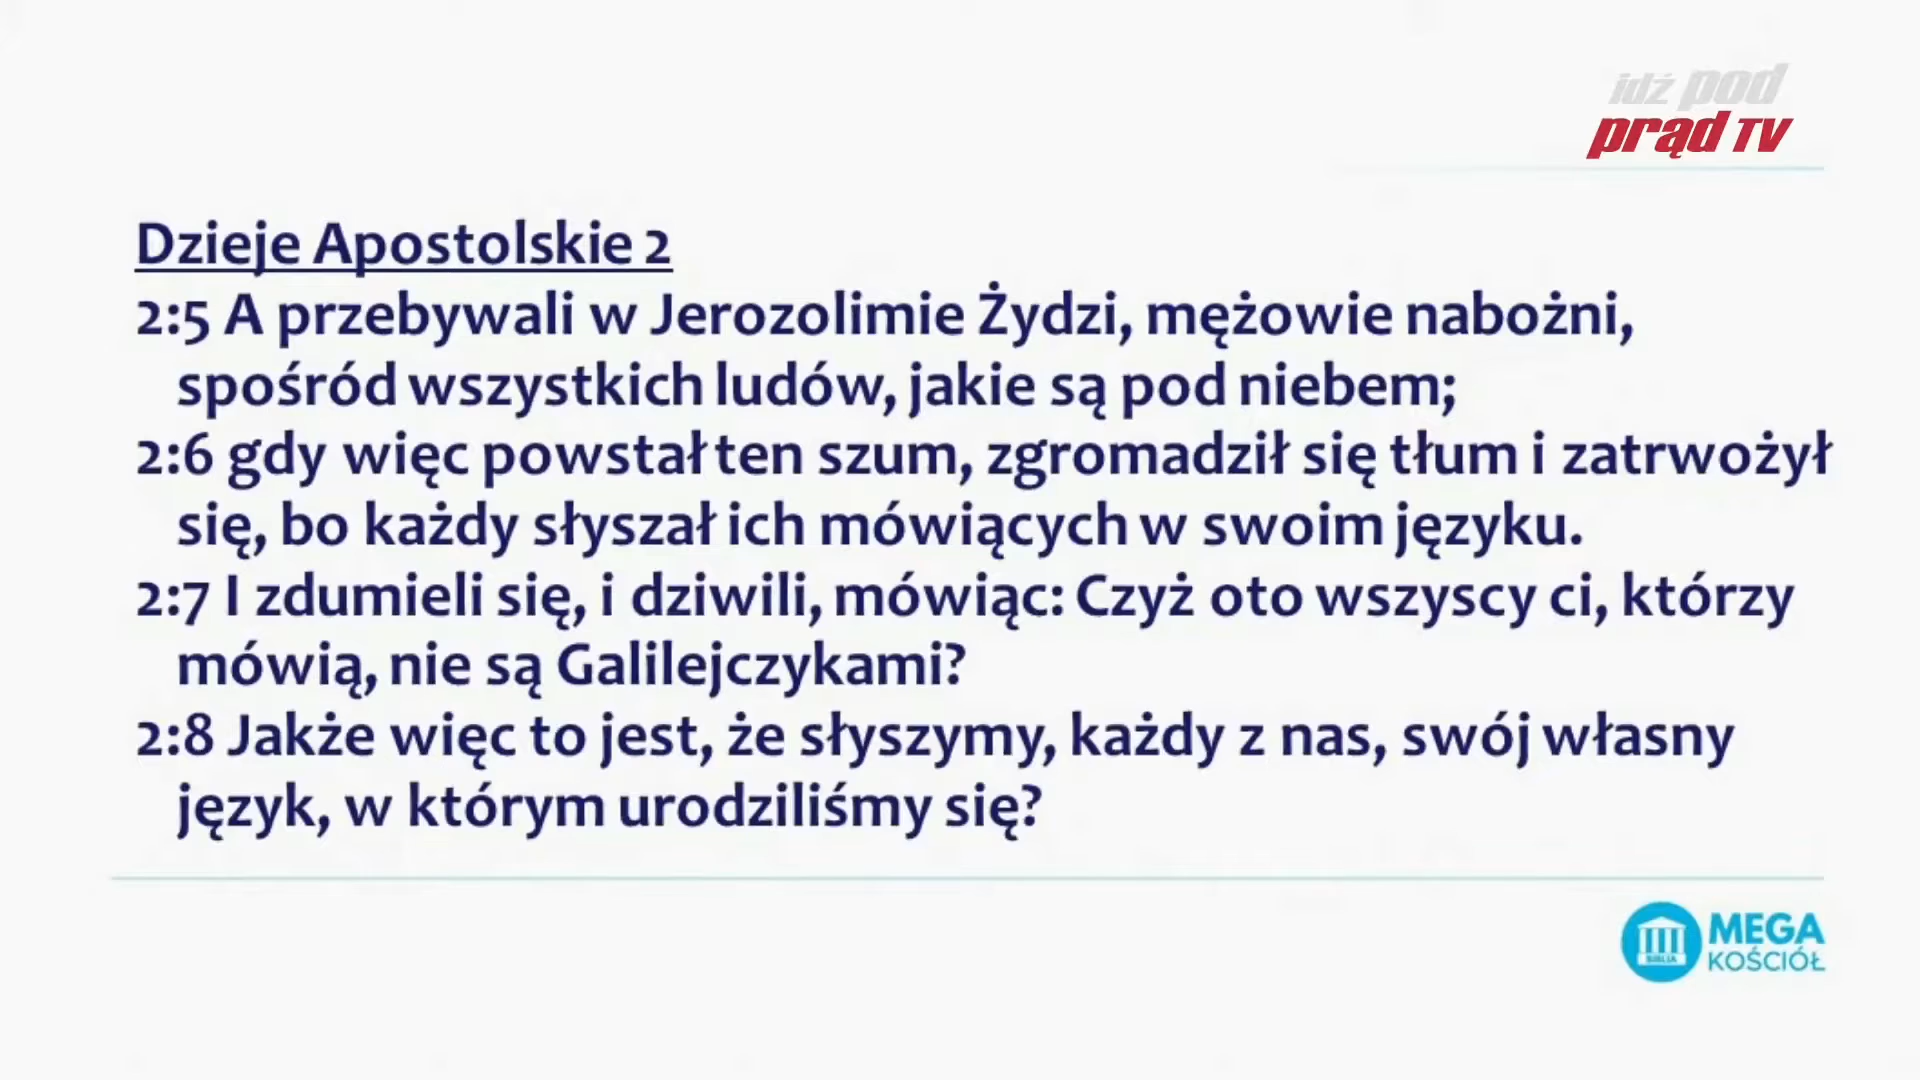 idź pod
prąd TV
Dzieje Apostolskie 2
2:5 A przebywali w Jerozolimie Żydzi, mężowie nabożni,
spośród wszystkich ludów, jakie są pod niebem;
2:6 gdy więc powstał ten szum, zgromadził się tłum i zatrwożył
się, bo każdy słyszał ich mówiących w swoim języku.
2:7 I zdumieli się, i dziwili, mówiąc: Czyż oto wszyscy ci, którzy
mówią, nie są Galilejczykami?
2:8 Jakże więc to jest, że słyszymy, każdy z nas, swój własny
język, w którym urodziliśmy się?
BIBLIA
MEGA
KOŚCIÓŁ